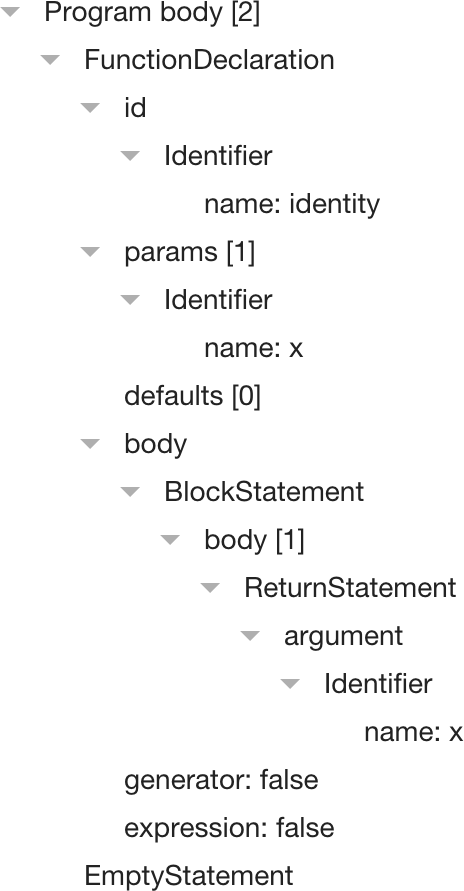 Program body [2]
FunctionDeclaration
id
Identifier
name: identity
params [1]
Identifier
name: x
defaults [0]
body
BlockStatement
body [1]
ReturnStatement
argument
Identifier
name: x
generator: false
expression: false
EmptyStatement